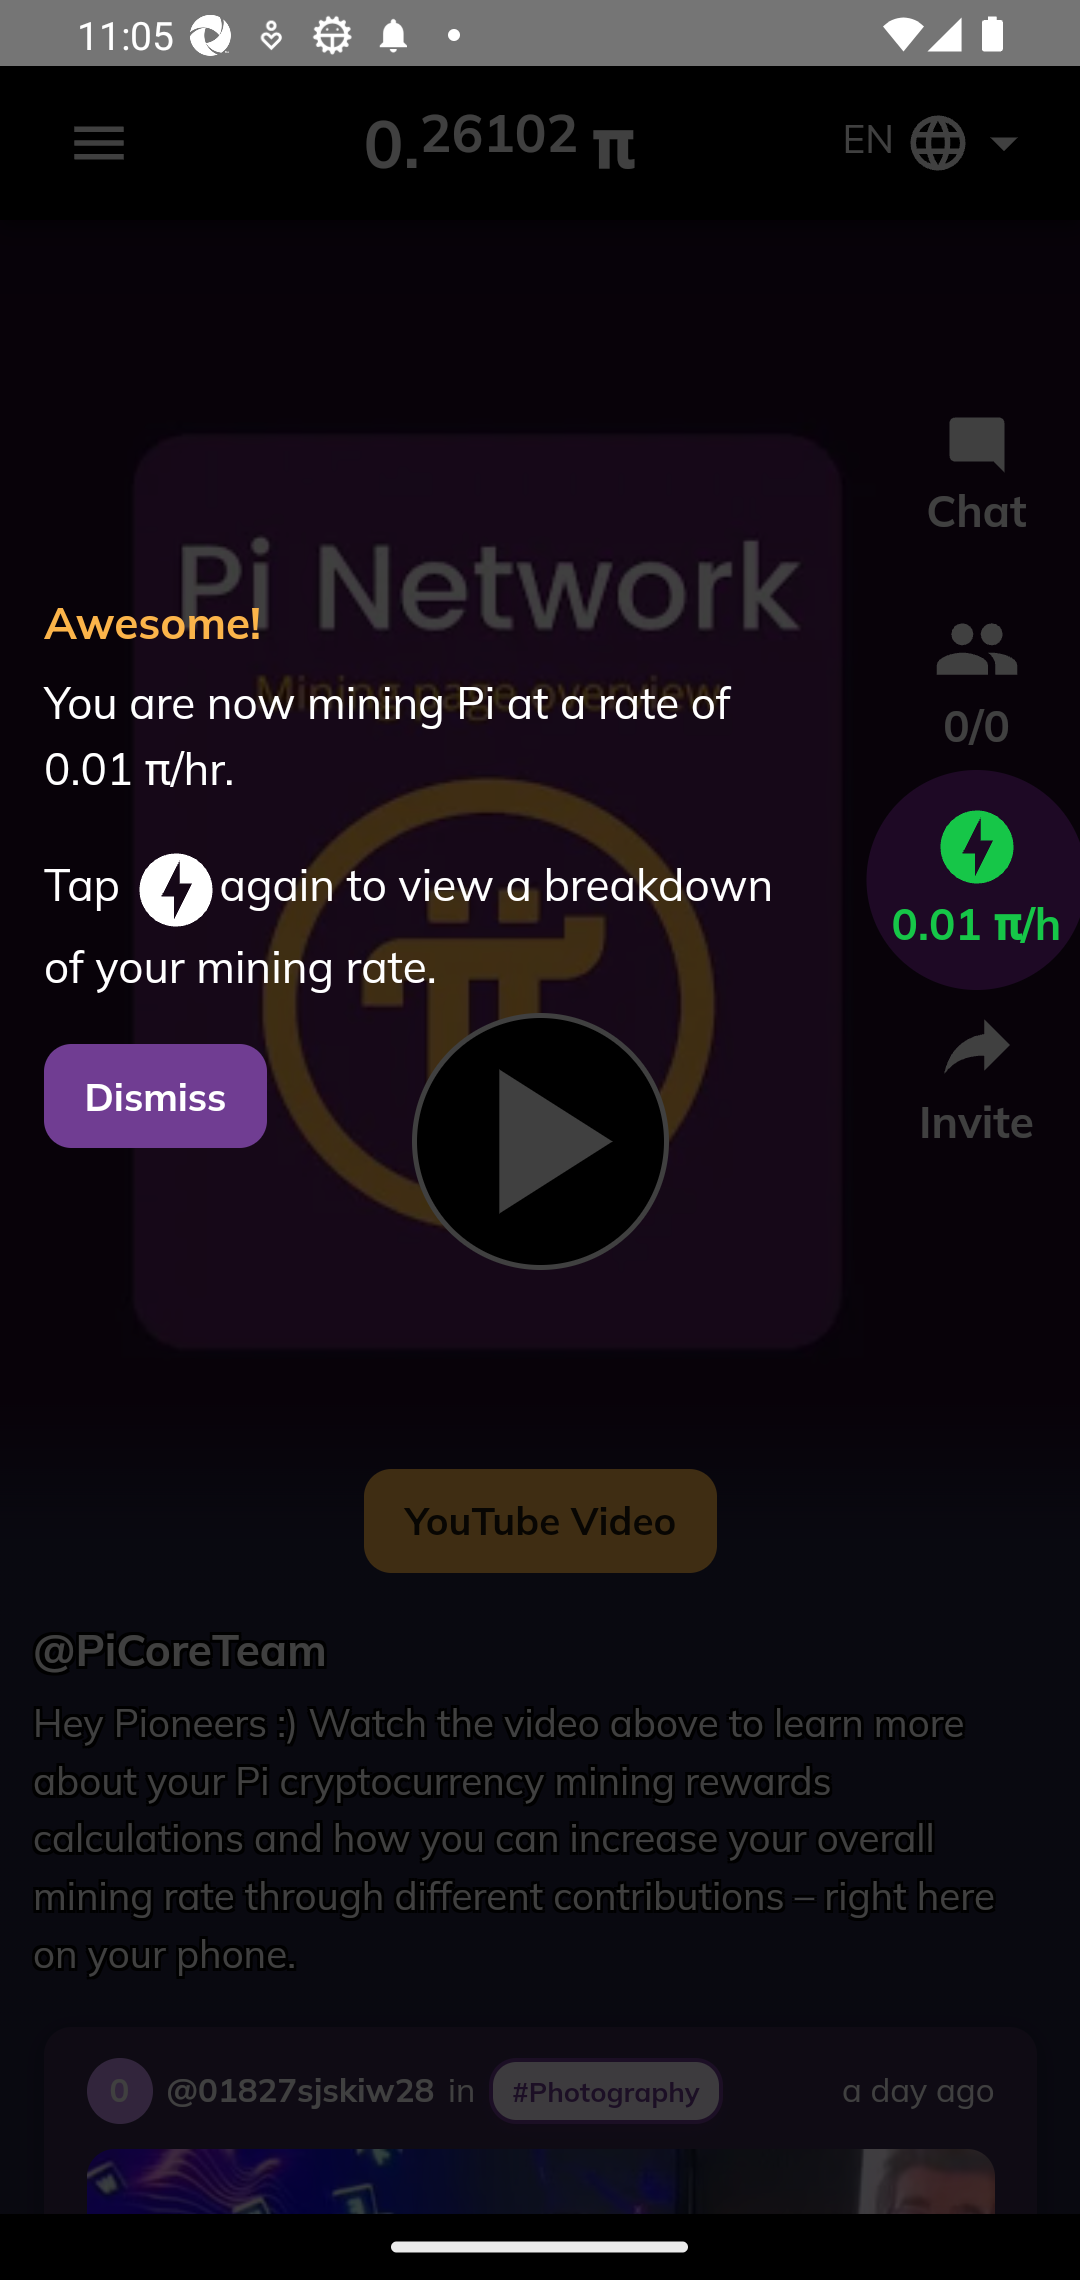 11:05
0.26102 π
EN
Chat
Pi Network
Mining page overview
0/0
Awesome!
You are now mining Pi at a rate of
0.01 π/hr.
Tap again to view a breakdown
of your mining rate.
0.01 π/h
Dismiss
Invite
YouTube Video
@PiCoreTeam
Hey Pioneers :) Watch the video above to learn more
about your Pi cryptocurrency mining rewards
calculations and how you can increase your overall
mining rate through different contributions – right here
on your phone.
0 @01827sjskiw28 in #Photography a day ago